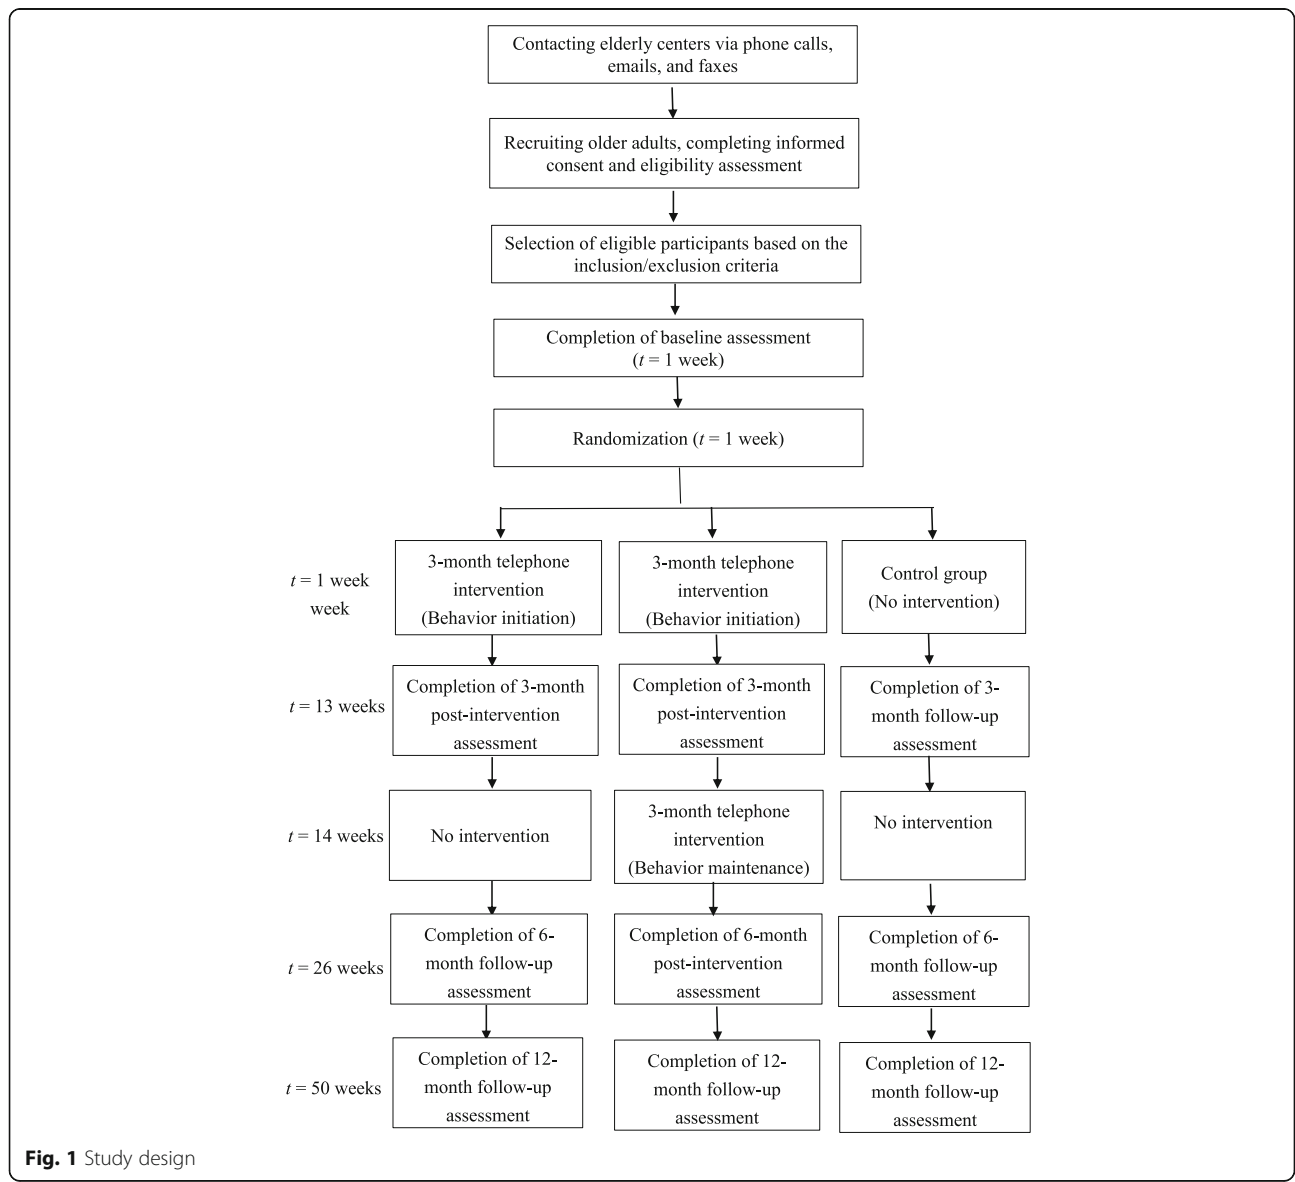 Contacting elderly centers via phone calls,
emails, and faxes
Recruiting older adults, completing informed
consent and eligibility assessment
Selection of eligible participants based on the
inclusion/exclusion criteria
Completion of baseline assessment
(t = 1 week)
Randomization (t = 1 week)
t = 1 week
week
3-month telephone
intervention
(Behavior initiation)
3-month telephone
intervention
(Behavior initiation)
Control group
(No intervention)
t = 13 weeks
Completion of 3-month
post-intervention
assessment
Completion of 3-month
post-intervention
assessment
Completion of 3-
month follow-up
assessment
t = 14 weeks
No intervention
3-month telephone
intervention
(Behavior maintenance)
No intervention
t = 26 weeks
Completion of 6-
month follow-up
assessment
Completion of 6-month
post-intervention
assessment
Completion of 6-
month follow-up
assessment
t = 50 weeks
Completion of 12-
month follow-up
assessment
Completion of 12-
month follow-up
assessment
Completion of 12-
month follow-up
assessment
Fig. 1 Study design